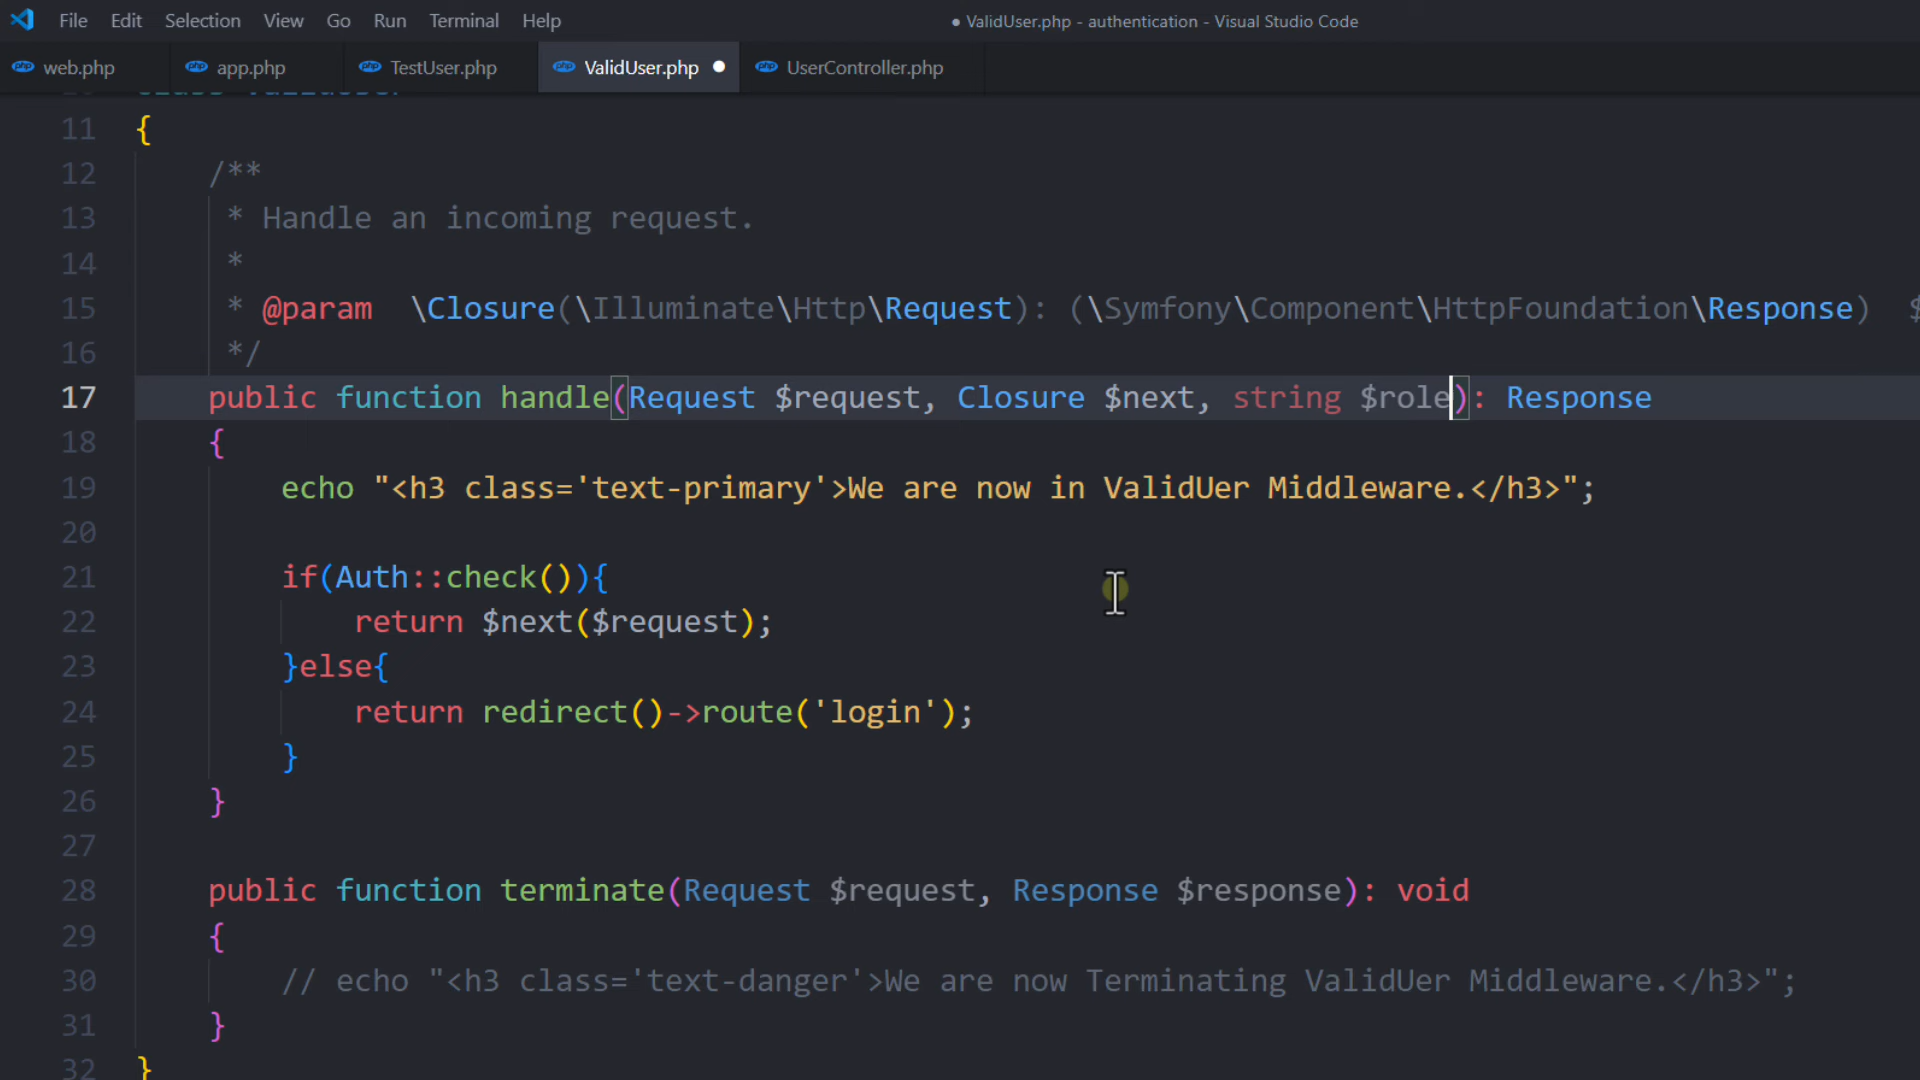 File Edit Selection View Go Run Terminal Help ● ValidUser.php - authentication - Visual Studio Code
php web.php php app.php php TestUser.php php ValidUser.php ● php UserController.php
11 {
12 /**
13 * Handle an incoming request.
14 *
15 * @param  \Closure(\Illuminate\Http\Request): (\Symfony\Component\HttpFoundation\Response)  $
16 */
17 public function handle(Request $request, Closure $next, string $role): Response
18 {
19 echo "<h3 class='text-primary'>We are now in ValidUer Middleware.</h3>";
20
21 if(Auth::check()){
22 return $next($request);
23 }else{
24 return redirect()->route('login');
25 }
26 }
27
28 public function terminate(Request $request, Response $response): void
29 {
30 // echo "<h3 class='text-danger'>We are now Terminating ValidUer Middleware.</h3>";
31 }
32 }